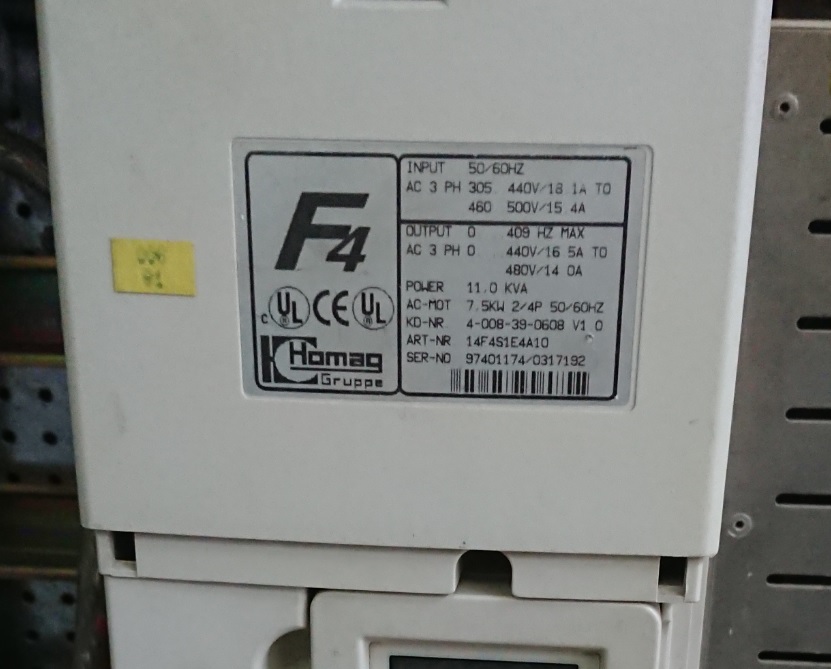 F4
c UL CE UL
Homag
Gruppe
INPUT 50/60HZ
AC 3 PH 305 440V/18 1A TO
460 500V/15 4A
OUTPUT 0 409 HZ MAX
AC 3 PH 0 440V/16 5A TO
480V/14 0A
POWER 11.0 KVA
AC-MOT 7.5KW 2/4P 50/60HZ
KD-NR 4-008-39-0608 V1 0
ART-NR 14F4S1E4A10
SER-NO 97401174/0317192